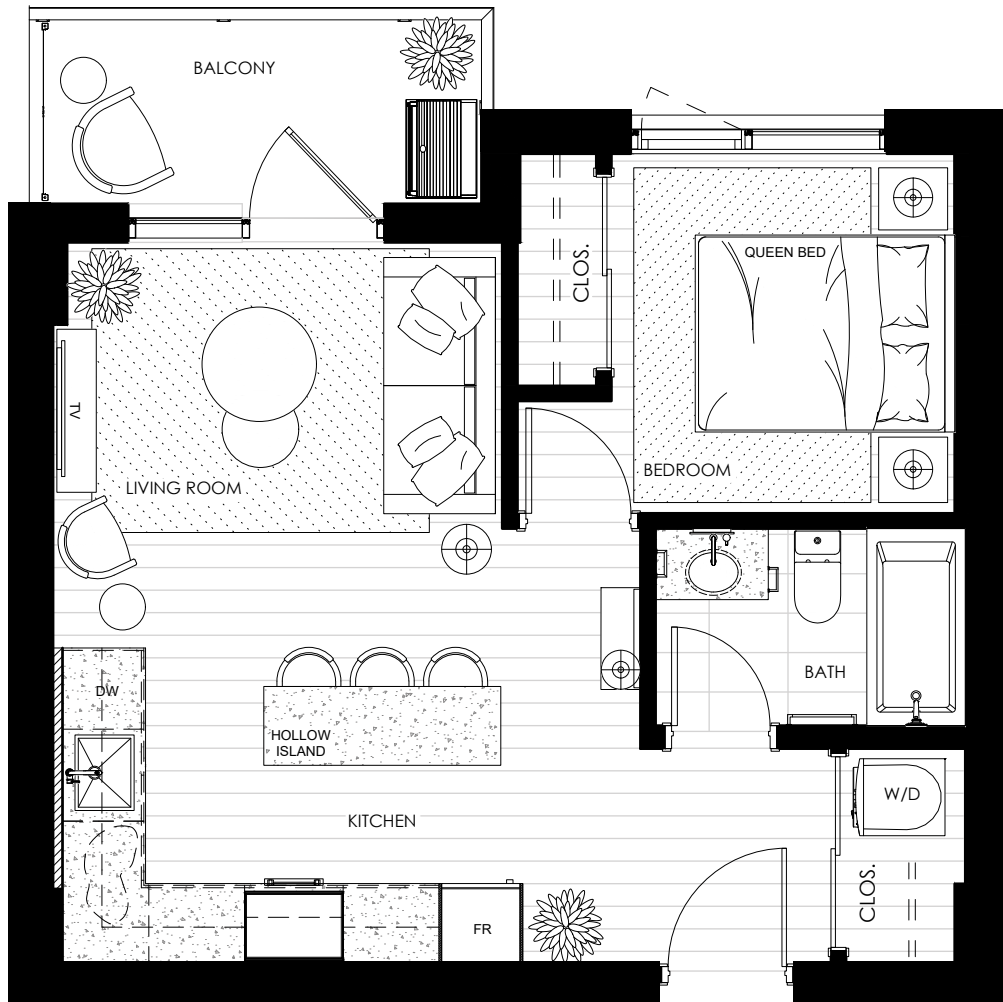 BALCONY
CLOS.
QUEEN BED
TV
LIVING ROOM
BEDROOM
BATH
DW
HOLLOW
ISLAND
W/D
KITCHEN
CLOS.
FR